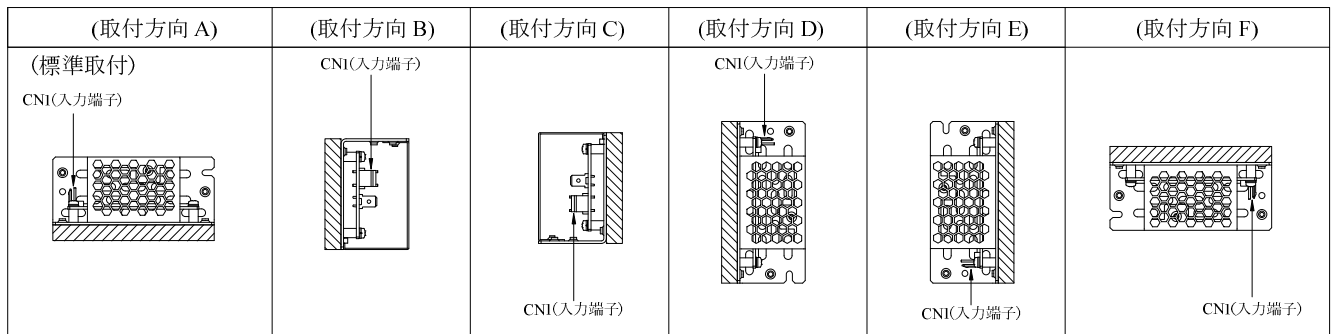 (取付方向 A)
(取付方向 B)
(取付方向 C)
(取付方向 D)
(取付方向 E)
(取付方向 F)
(標準取付)
CN1(入力端子)
CN1(入力端子)
CN1(入力端子)
CN1(入力端子)
CN1(入力端子)
CN1(入力端子)